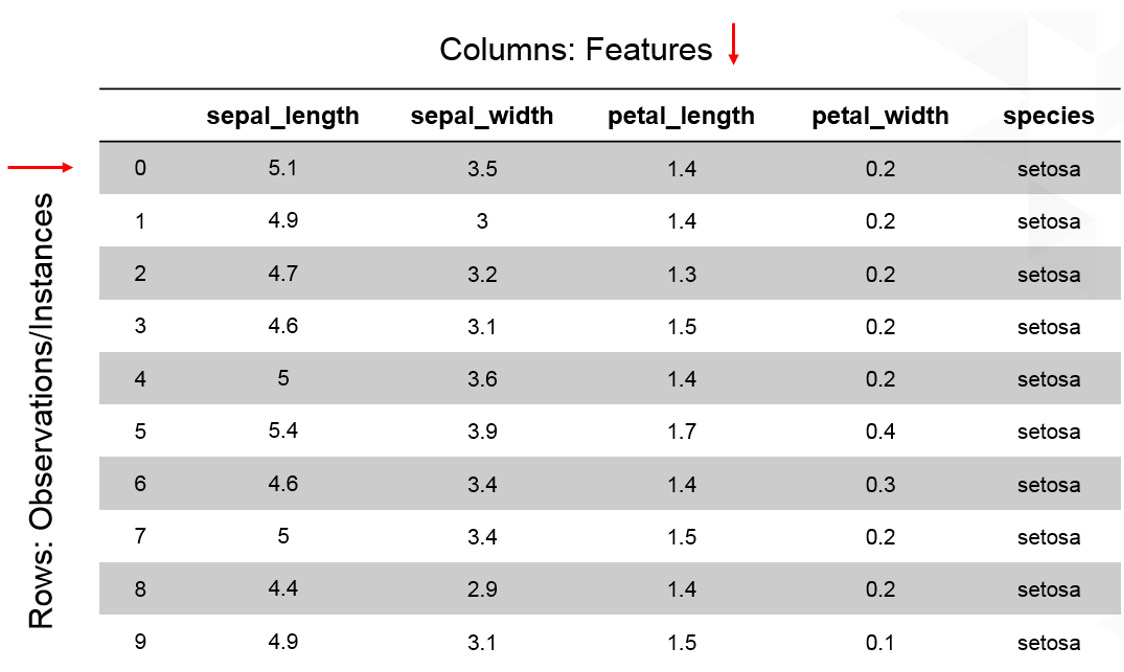 Columns: Features
Rows: Observations/Instances
sepal_length sepal_width petal_length petal_width species
0 5.1 3.5 1.4 0.2 setosa
1 4.9 3 1.4 0.2 setosa
2 4.7 3.2 1.3 0.2 setosa
3 4.6 3.1 1.5 0.2 setosa
4 5 3.6 1.4 0.2 setosa
5 5.4 3.9 1.7 0.4 setosa
6 4.6 3.4 1.4 0.3 setosa
7 5 3.4 1.5 0.2 setosa
8 4.4 2.9 1.4 0.2 setosa
9 4.9 3.1 1.5 0.1 setosa